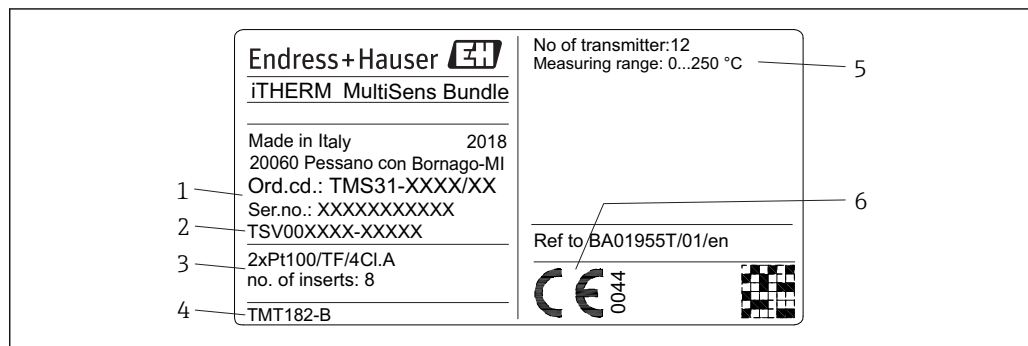 Endress+Hauser EH
iTHERM MultiSens Bundle
Made in Italy 2018
20060 Pessano con Bornago-MI
1 Ord.cd.: TMS31-XXXX/XX
Ser.no.: XXXXXXXXXXX
2 TSV00XXXX-XXXXX
3 2xPt100/TF/4Cl.A
no. of inserts: 8
4 TMT182-B
No of transmitter:12
Measuring range: 0...250 °C 5
6
Ref to BA01955T/01/en
CE 0044